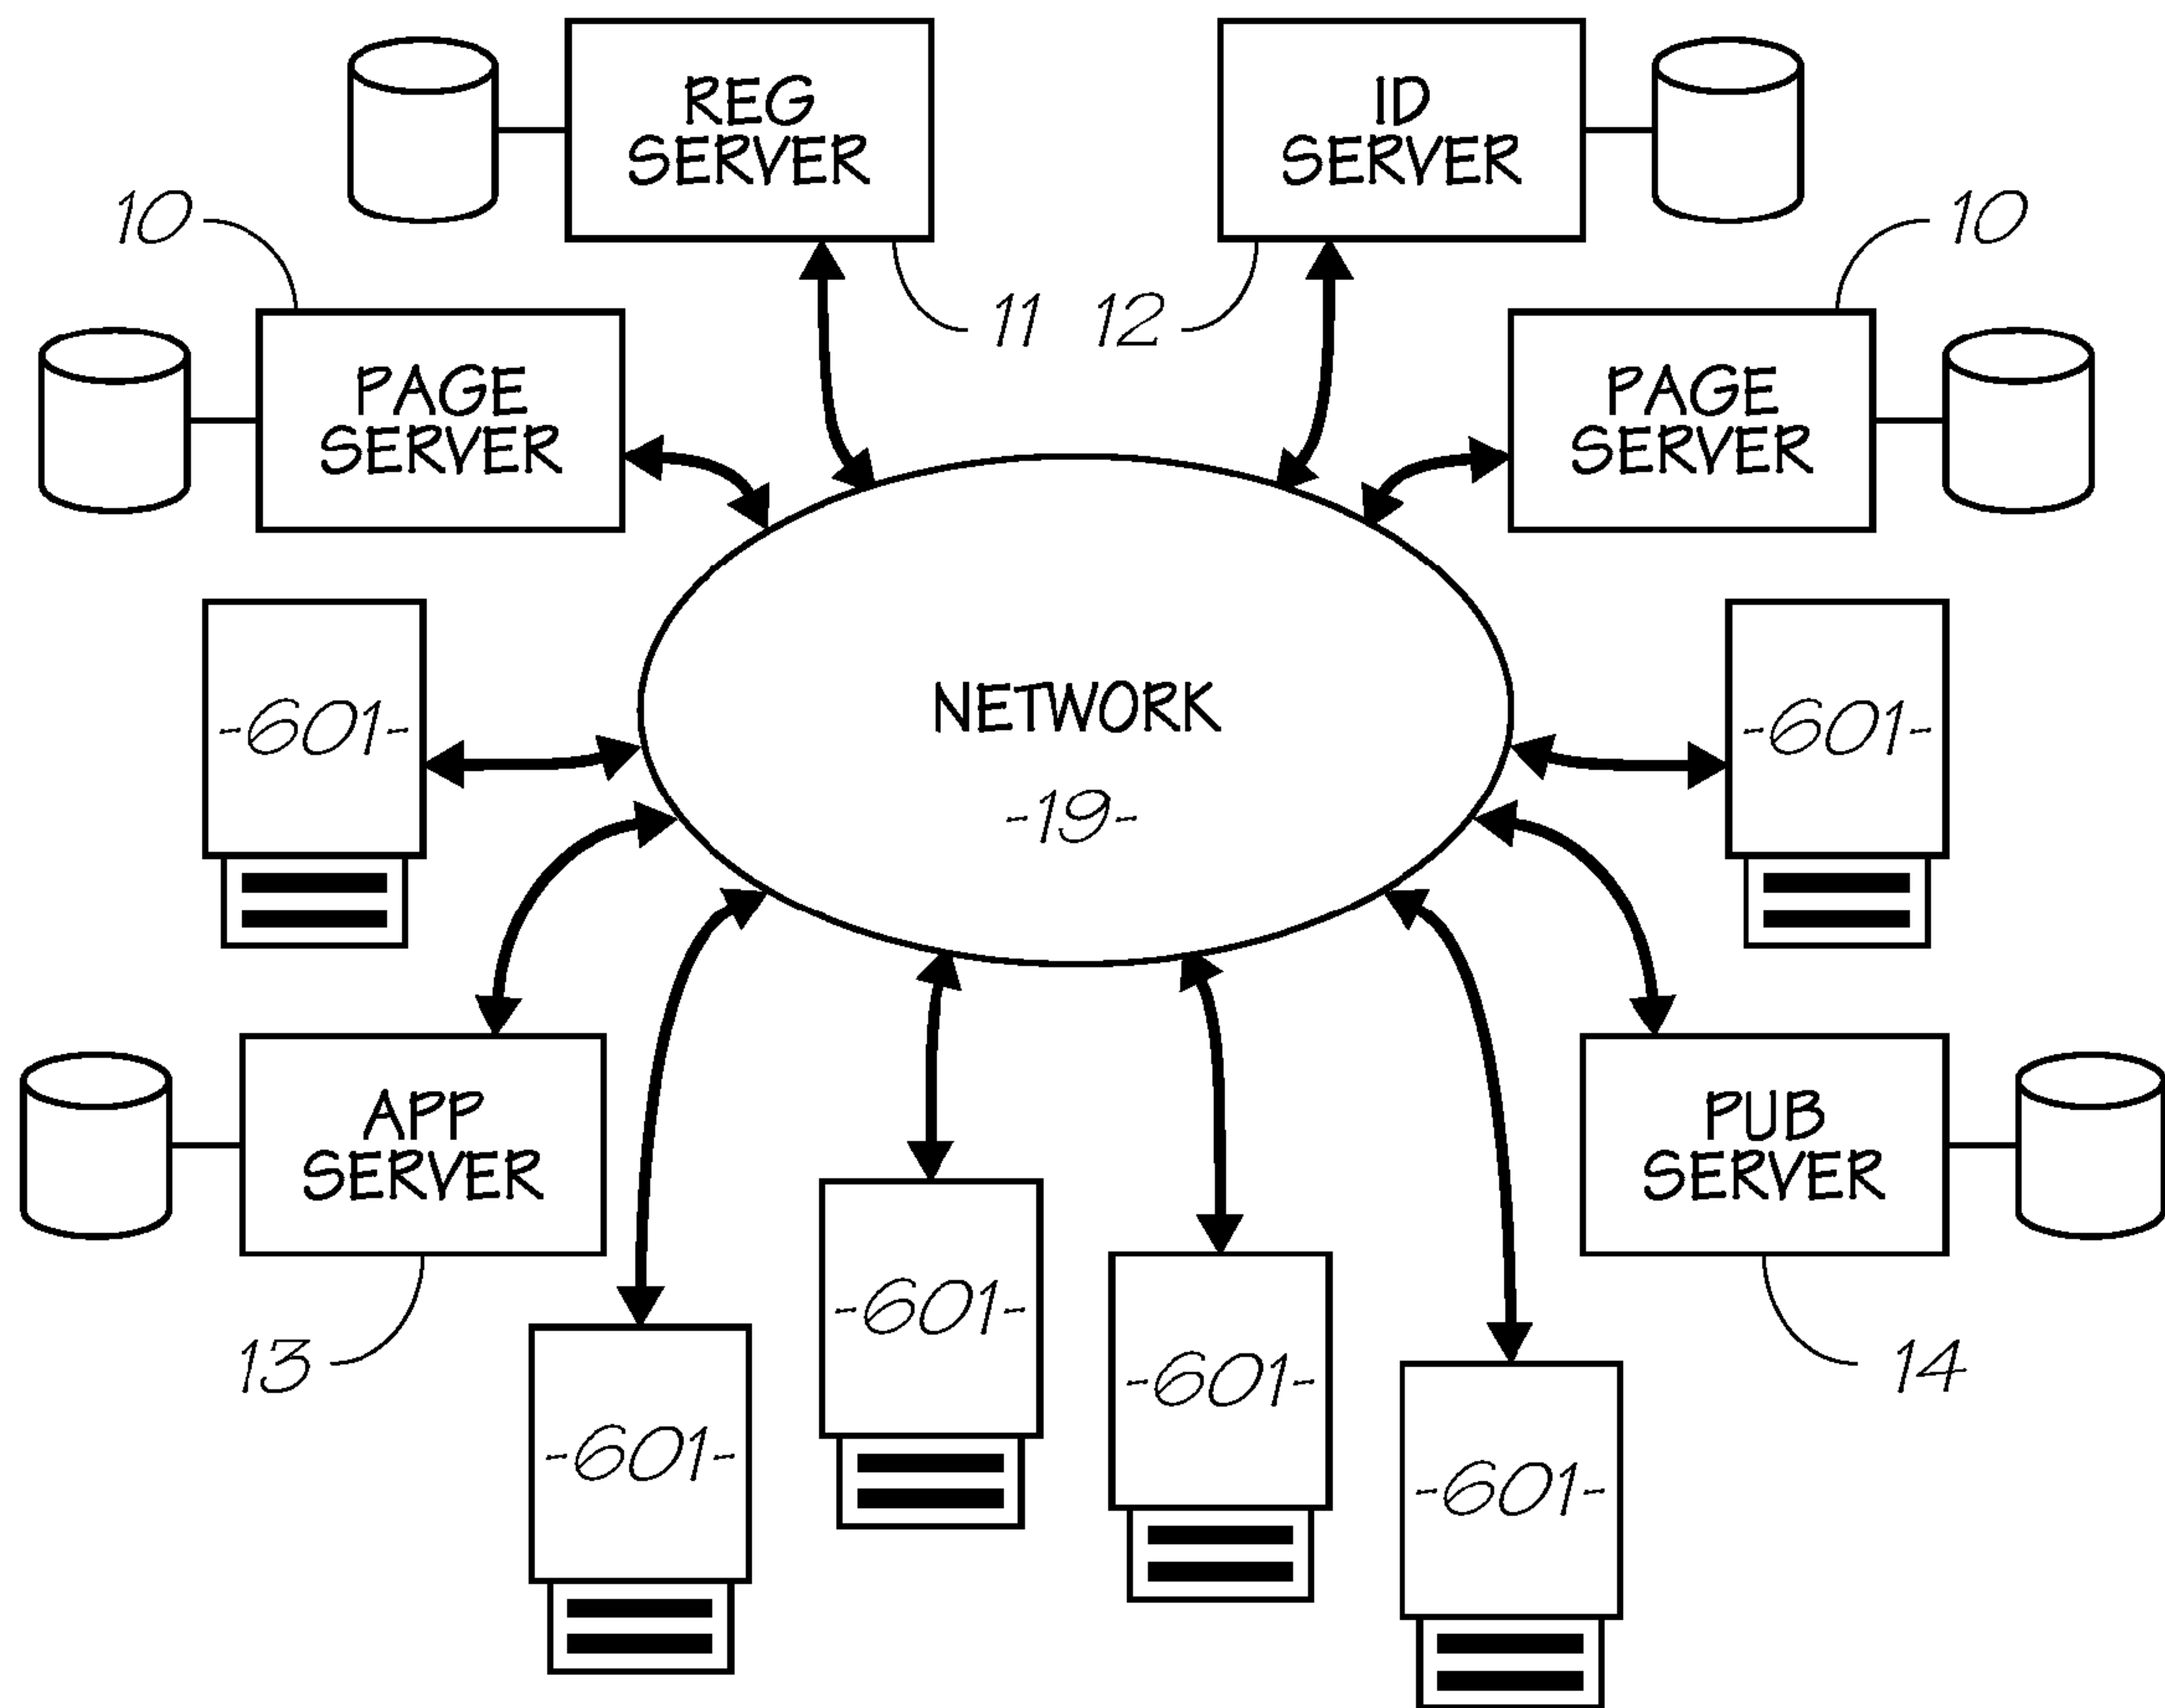 REG
SERVER
ID
SERVER
10
10
11
12
PAGE
SERVER
PAGE
SERVER
-601-
NETWORK
-19-
-601-
APP
SERVER
PUB
SERVER
13
-601-
-601-
-601-
-601-
14